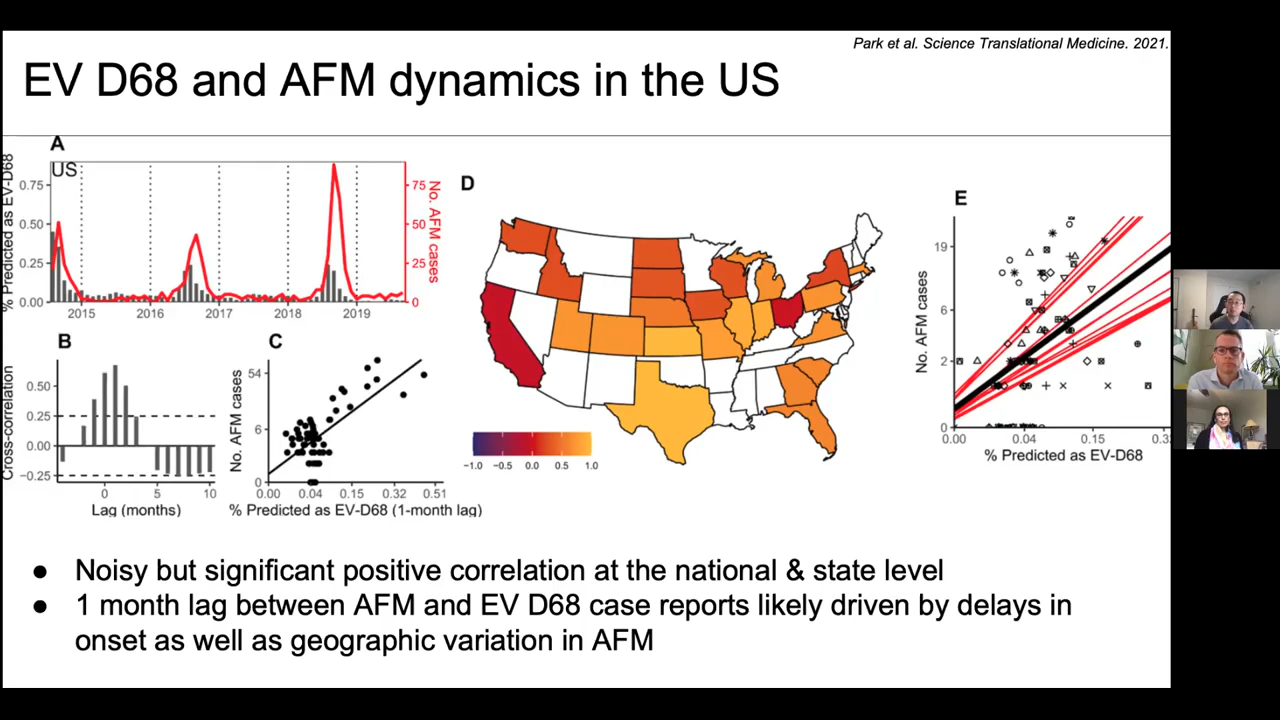 Park et al. Science Translational Medicine. 2021.
EV D68 and AFM dynamics in the US
A
US
% Predicted as EV-D68
0.75
0.50
0.25
0.00
75
50
25
0
No. AFM cases
2015 2016 2017 2018 2019
B
Cross-correlation
0.50
0.25
0.00
−0.25
0 5 10
Lag (months)
C
No. AFM cases
54
6
0
0.00 0.04 0.15 0.32 0.51
% Predicted as EV-D68 (1-month lag)
D
−1.0 −0.5 0.0 0.5 1.0
E
No. AFM cases
19
6
2
0
0.00 0.04 0.15 0.3
% Predicted as EV-D68
● Noisy but significant positive correlation at the national & state level
● 1 month lag between AFM and EV D68 case reports likely driven by delays in
onset as well as geographic variation in AFM